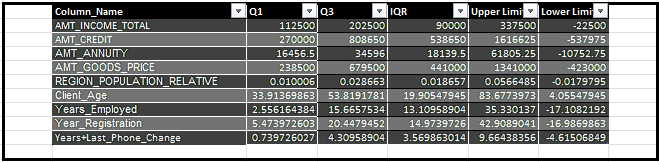 Column_Name Q1 Q3 IQR Upper Limit Lower Limit
AMT_INCOME_TOTAL 112500 202500 90000 337500 -22500
AMT_CREDIT 270000 808650 538650 1616625 -537975
AMT_ANNUITY 16456.5 34596 18139.5 61805.25 -10752.75
AMT_GOODS_PRICE 238500 679500 441000 1341000 -423000
REGION_POPULATION_RELATIVE 0.010006 0.028663 0.018657 0.0566485 -0.0179795
Client_Age 33.91369863 53.8191781 19.90547945 83.6773973 4.05547945
Years_Employed 2.556164384 15.6657534 13.10958904 35.330137 -17.1082192
Year_Registration 5.473972603 20.4479452 14.9739726 42.9089041 -16.9869863
Years+Last_Phone_Change 0.739726027 4.30958904 3.569863014 9.66438356 -4.61506849